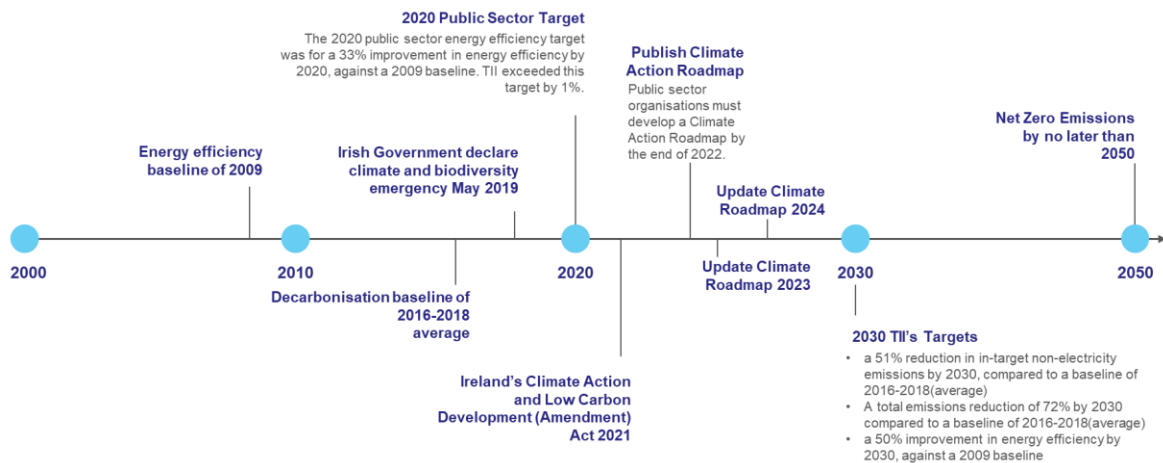 2020 Public Sector Target
The 2020 public sector energy efficiency target
was for a 33% improvement in energy efficiency by
2020, against a 2009 baseline. TII exceeded this
target by 1%.
Publish Climate
Action Roadmap
Public sector
organisations must
develop a Climate
Action Roadmap by
the end of 2022.
Net Zero Emissions
by no later than
2050
Energy efficiency
baseline of 2009
Irish Government declare
climate and biodiversity
emergency May 2019
Update Climate
Roadmap 2024
2000
2010
2020
2030
2050
Update Climate
Roadmap 2023
Decarbonisation baseline of
2016-2018
average
Ireland's Climate Action
and Low Carbon
Development (Amendment)
Act 2021
2030 TII's Targets
• a 51% reduction in in-target non-electricity
emissions by 2030, compared to a baseline of
2016-2018(average)
• A total emissions reduction of 72% by 2030
compared to a baseline of 2016-2018(average)
• a 50% improvement in energy efficiency by
2030, against a 2009 baseline